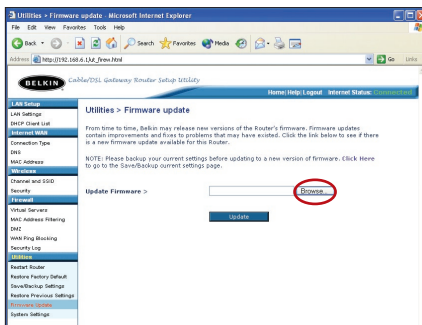 Utilities > Firmware update - Microsoft Internet Explorer
File Edit View Favorites Tools Help
Back Search Favorites Media
Address http://192.168.6.1/ut_firew.html Go Links
BELKIN Cable/DSL Gateway Router Setup Utility
Home|Help|Logout Internet Status: Connected
LAN Setup
LAN Settings
DHCP Client List
Internet WAN
Connection Type
DNS
MAC Address
Wireless
Channel and SSID
Security
Firewall
Virtual Servers
MAC Address Filtering
DMZ
WAN Ping Blocking
Security Log
Utilities
Restart Router
Restore Factory Default
Save/Backup Settings
Restore Previous Settings
Firmware Update
System Settings
Utilities > Firmware update
From time to time, Belkin may release new versions of the Router's firmware. Firmware updates
contain improvements and fixes to problems that may have existed. Click the link below to see if there
is a new firmware update available for this Router.
NOTE: Please backup your current settings before updating to a new version of firmware. Click Here
to go to the Save/Backup current settings page.
Update Firmware > Browse...
Update